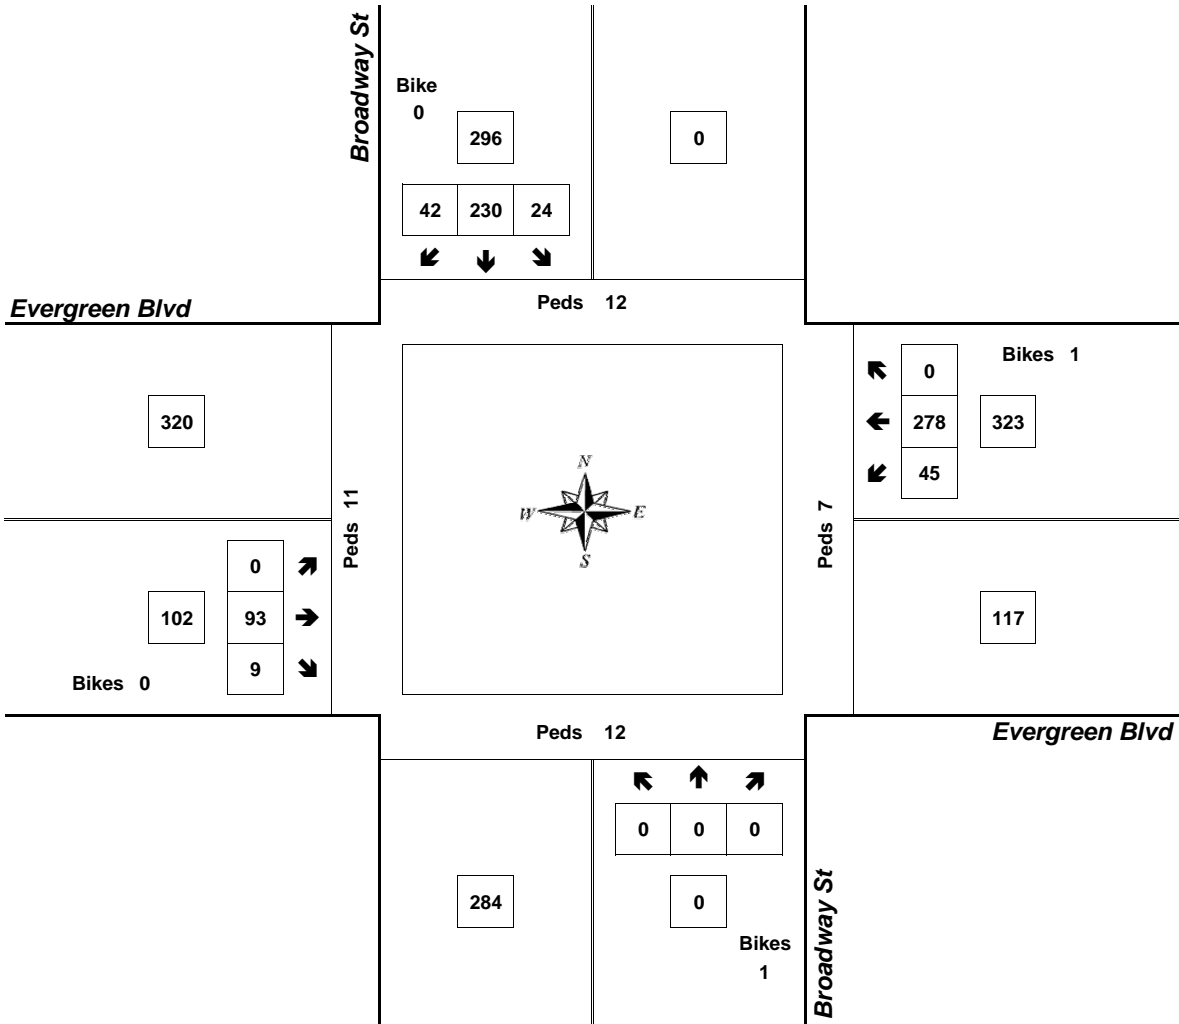 Broadway St
Bike
0
296
0
42 230 24
Peds 12
Evergreen Blvd
Bikes 1
0
320
278 323
45
N
W E
S
Peds 11
Peds 7
0
102 93
117
9
Bikes 0
Peds 12
Evergreen Blvd
0 0 0
284
0
Bikes
1
Broadway St